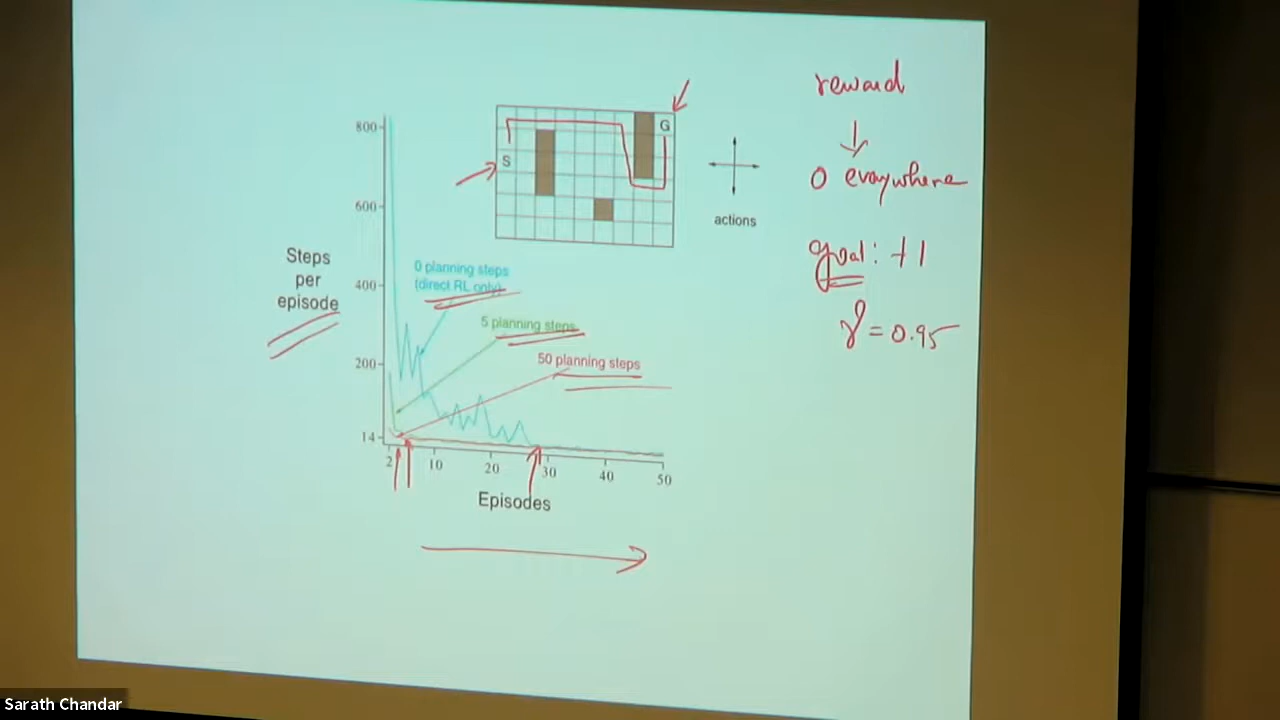 reward
0 everywhere
goal: +1
γ = 0.95
800
600
400
200
14
Steps
per
episode
S
G
actions
0 planning steps
(direct RL only)
5 planning steps
50 planning steps
2
10
20
30
40
50
Episodes
Sarath Chandar